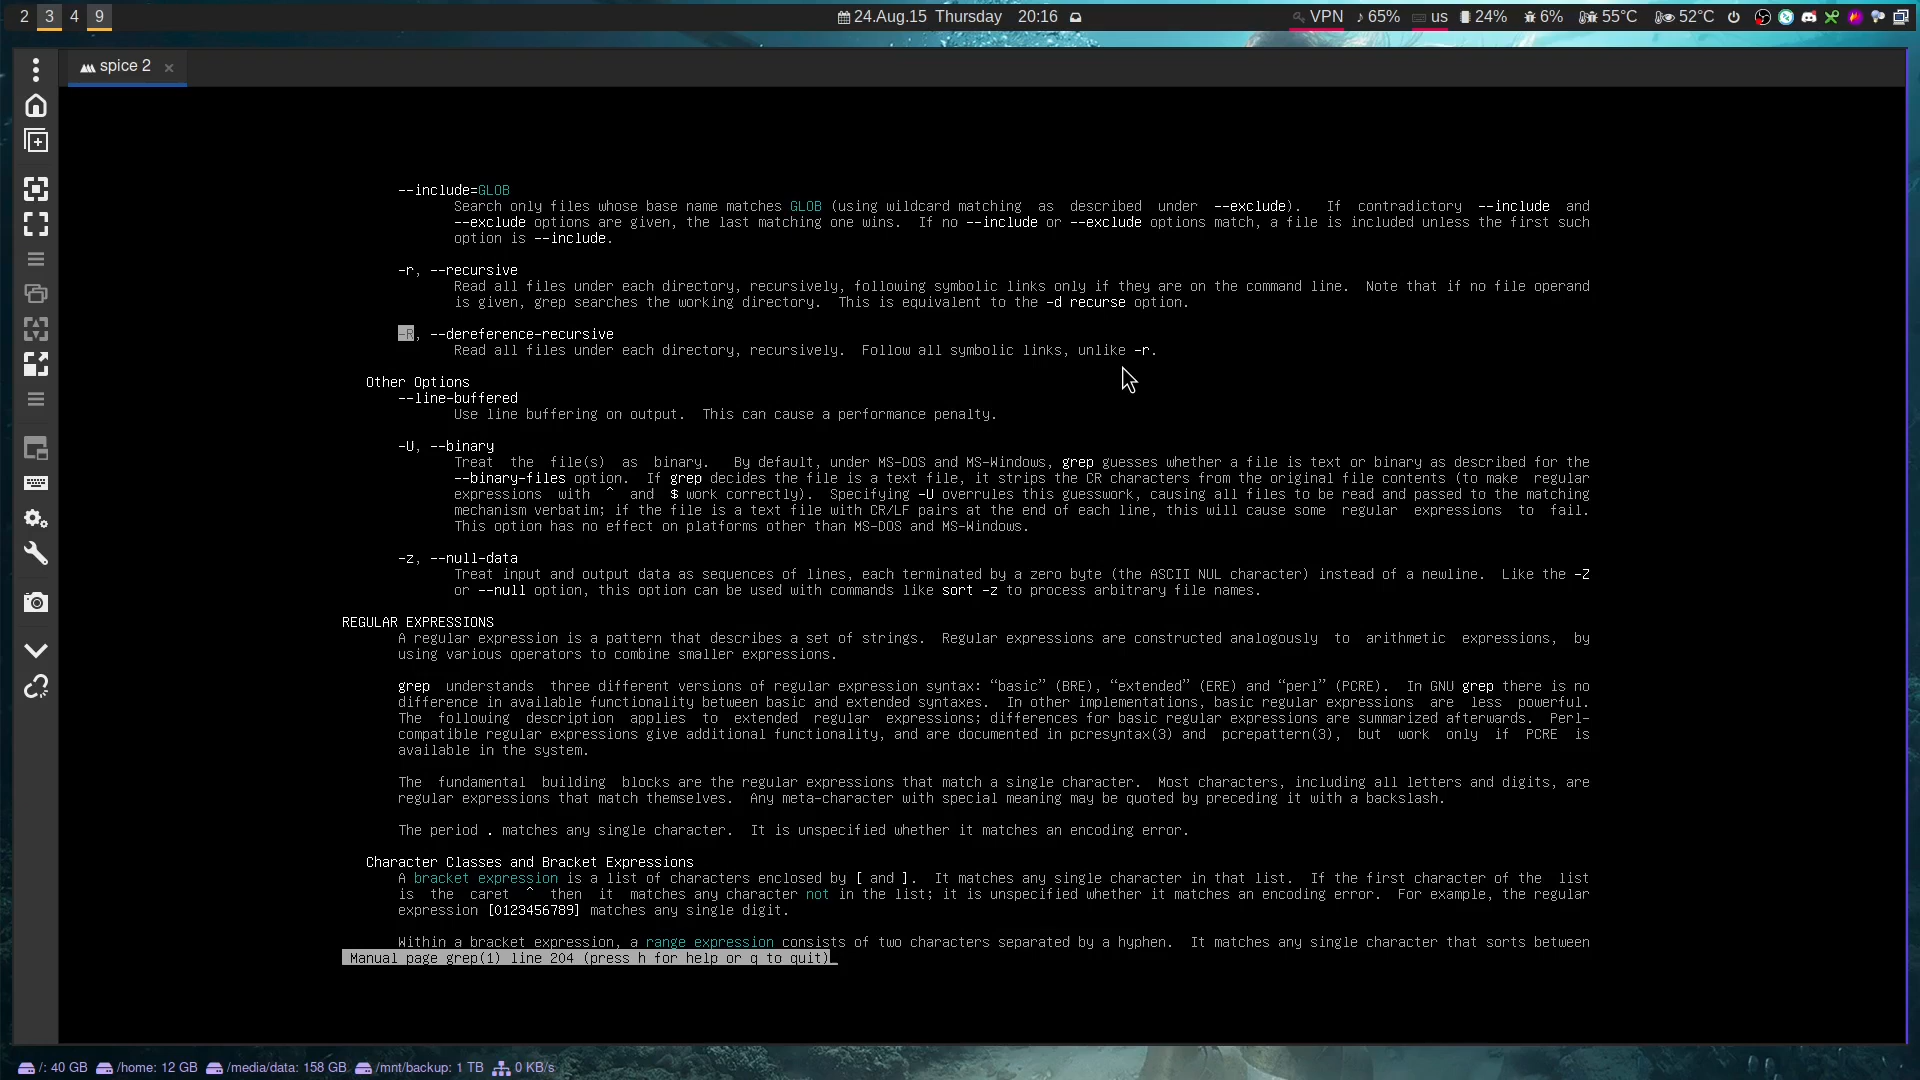 2 3 4 9 24.Aug.15 Thursday 20:16 VPN 65% us 24% 6% 55°C 52°C
spice 2 ×
--include=GLOB
Search only files whose base name matches GLOB (using wildcard matching as described under --exclude). If contradictory --include and
--exclude options are given, the last matching one wins. If no --include or --exclude options match, a file is included unless the first such
option is --include.
-r, --recursive
Read all files under each directory, recursively, following symbolic links only if they are on the command line. Note that if no file operand
is given, grep searches the working directory. This is equivalent to the -d recurse option.
-R, --dereference-recursive
Read all files under each directory, recursively. Follow all symbolic links, unlike -r.
Other Options
--line-buffered
Use line buffering on output. This can cause a performance penalty.
-U, --binary
Treat the file(s) as binary. By default, under MS-DOS and MS-Windows, grep guesses whether a file is text or binary as described for the
--binary-files option. If grep decides the file is a text file, it strips the CR characters from the original file contents (to make regular
expressions with ^ and $ work correctly). Specifying -U overrules this guesswork, causing all files to be read and passed to the matching
mechanism verbatim; if the file is a text file with CR/LF pairs at the end of each line, this will cause some regular expressions to fail.
This option has no effect on platforms other than MS-DOS and MS-Windows.
-z, --null-data
Treat input and output data as sequences of lines, each terminated by a zero byte (the ASCII NUL character) instead of a newline. Like the -Z
or --null option, this option can be used with commands like sort -z to process arbitrary file names.
REGULAR EXPRESSIONS
A regular expression is a pattern that describes a set of strings. Regular expressions are constructed analogously to arithmetic expressions, by
using various operators to combine smaller expressions.
grep understands three different versions of regular expression syntax: “basic” (BRE), “extended” (ERE) and “perl” (PCRE). In GNU grep there is no
difference in available functionality between basic and extended syntaxes. In other implementations, basic regular expressions are less powerful.
The following description applies to extended regular expressions; differences for basic regular expressions are summarized afterwards. Perl-
compatible regular expressions give additional functionality, and are documented in pcresyntax(3) and pcrepattern(3), but work only if PCRE is
available in the system.
The fundamental building blocks are the regular expressions that match a single character. Most characters, including all letters and digits, are
regular expressions that match themselves. Any meta-character with special meaning may be quoted by preceding it with a backslash.
The period . matches any single character. It is unspecified whether it matches an encoding error.
Character Classes and Bracket Expressions
A bracket expression is a list of characters enclosed by [ and ]. It matches any single character in that list. If the first character of the list
is the caret ^ then it matches any character not in the list; it is unspecified whether it matches an encoding error. For example, the regular
expression [0123456789] matches any single digit.
Within a bracket expression, a range expression consists of two characters separated by a hyphen. It matches any single character that sorts between
Manual page grep(1) line 204 (press h for help or q to quit)
/: 40 GB /home: 12 GB /media/data: 158 GB /mnt/backup: 1 TB 0 KB/s